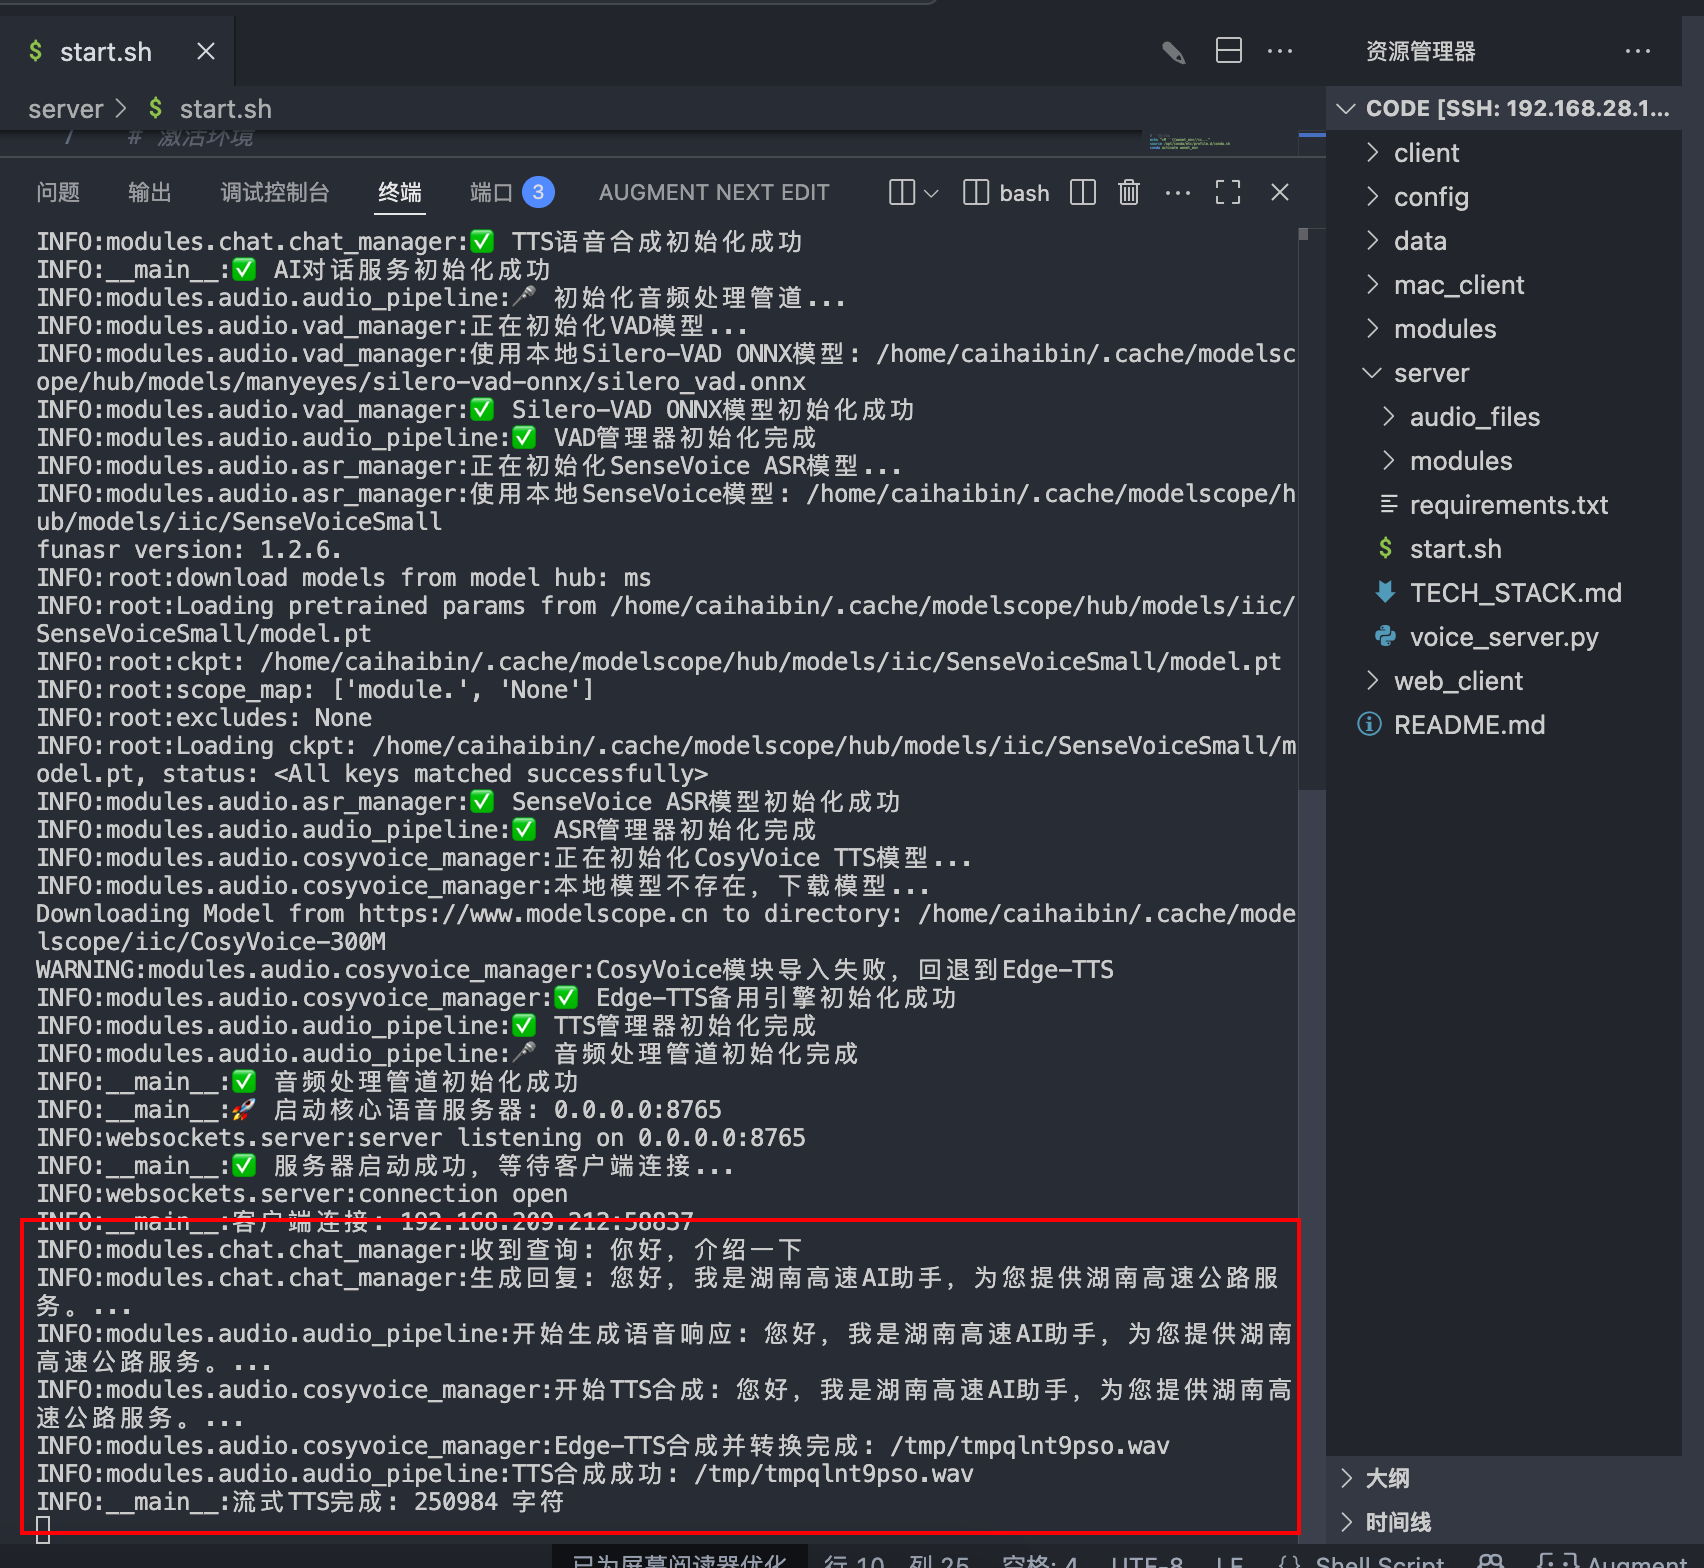 $ start.sh
server > $ start.sh
7 # 激活环境
问题 输出 调试控制台 终端 端口 3 AUGMENT NEXT EDIT bash
INFO:modules.chat.chat_manager:✅ TTS语音合成初始化成功
INFO:__main__:✅ AI对话服务初始化成功
INFO:modules.audio.audio_pipeline:🎤 初始化音频处理管道...
INFO:modules.audio.vad_manager:正在初始化VAD模型...
INFO:modules.audio.vad_manager:使用本地Silero-VAD ONNX模型: /home/caihaibin/.cache/modelsc
ope/hub/models/manyeyes/silero-vad-onnx/silero_vad.onnx
INFO:modules.audio.vad_manager:✅ Silero-VAD ONNX模型初始化成功
INFO:modules.audio.audio_pipeline:✅ VAD管理器初始化完成
INFO:modules.audio.asr_manager:正在初始化SenseVoice ASR模型...
INFO:modules.audio.asr_manager:使用本地SenseVoice模型: /home/caihaibin/.cache/modelscope/h
ub/models/iic/SenseVoiceSmall
funasr version: 1.2.6.
INFO:root:download models from model hub: ms
INFO:root:Loading pretrained params from /home/caihaibin/.cache/modelscope/hub/models/iic/
SenseVoiceSmall/model.pt
INFO:root:ckpt: /home/caihaibin/.cache/modelscope/hub/models/iic/SenseVoiceSmall/model.pt
INFO:root:scope_map: ['module.', 'None']
INFO:root:excludes: None
INFO:root:Loading ckpt: /home/caihaibin/.cache/modelscope/hub/models/iic/SenseVoiceSmall/m
odel.pt, status: <All keys matched successfully>
INFO:modules.audio.asr_manager:✅ SenseVoice ASR模型初始化成功
INFO:modules.audio.audio_pipeline:✅ ASR管理器初始化完成
INFO:modules.audio.cosyvoice_manager:正在初始化CosyVoice TTS模型...
INFO:modules.audio.cosyvoice_manager:本地模型不存在，下载模型...
Downloading Model from https://www.modelscope.cn to directory: /home/caihaibin/.cache/mode
lscope/iic/CosyVoice-300M
WARNING:modules.audio.cosyvoice_manager:CosyVoice模块导入失败，回退到Edge-TTS
INFO:modules.audio.cosyvoice_manager:✅ Edge-TTS备用引擎初始化成功
INFO:modules.audio.audio_pipeline:✅ TTS管理器初始化完成
INFO:modules.audio.audio_pipeline:🎤 音频处理管道初始化完成
INFO:__main__:✅ 音频处理管道初始化成功
INFO:__main__:🚀 启动核心语音服务器: 0.0.0.0:8765
INFO:websockets.server:server listening on 0.0.0.0:8765
INFO:__main__:✅ 服务器启动成功，等待客户端连接...
INFO:websockets.server:connection open
INFO:__main__:客户端连接: 192.168.209.212:58837
INFO:modules.chat.chat_manager:收到查询: 你好，介绍一下
INFO:modules.chat.chat_manager:生成回复: 您好，我是湖南高速AI助手，为您提供湖南高速公路服
务。...
INFO:modules.audio.audio_pipeline:开始生成语音响应: 您好，我是湖南高速AI助手，为您提供湖南
高速公路服务。...
INFO:modules.audio.cosyvoice_manager:开始TTS合成: 您好，我是湖南高速AI助手，为您提供湖南高
速公路服务。...
INFO:modules.audio.cosyvoice_manager:Edge-TTS合成并转换完成: /tmp/tmpqlnt9pso.wav
INFO:modules.audio.audio_pipeline:TTS合成成功: /tmp/tmpqlnt9pso.wav
INFO:__main__:流式TTS完成: 250984 字符
资源管理器
CODE [SSH: 192.168.28.1...
client
config
data
mac_client
modules
server
audio_files
modules
requirements.txt
$ start.sh
TECH_STACK.md
voice_server.py
web_client
README.md
大纲
时间线
已为屏幕阅读器优化 行 10，列 25 空格: 4 UTF-8 LF {} Shell Script Augment